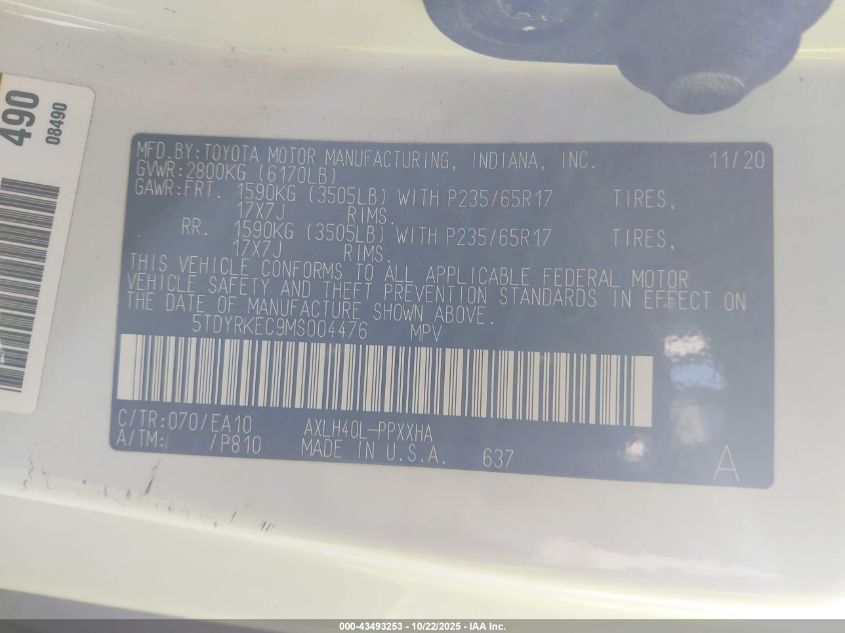 490
08490
MFD.BY:TOYOTA MOTOR MANUFACTURING, INDIANA, INC. 11/20
GVWR:2800KG (6170LB)
GAWR:FRT. 1590KG (3505LB) WITH P235/65R17 TIRES,
17X7J RIMS.
RR. 1590KG (3505LB) WITH P235/65R17 TIRES,
17X7J RIMS.
THIS VEHICLE CONFORMS TO ALL APPLICABLE FEDERAL MOTOR
VEHICLE SAFETY AND THEFT PREVENTION STANDARDS IN EFFECT ON
THE DATE OF MANUFACTURE SHOWN ABOVE.
5TDYRKEC9MS004476 MPV
C/TR:070/EA10 AXLH40L-PPXXHA
A/TM: /P810 MADE IN U.S.A. 637
A
000-43493253 - 10/22/2025 - IAA Inc.